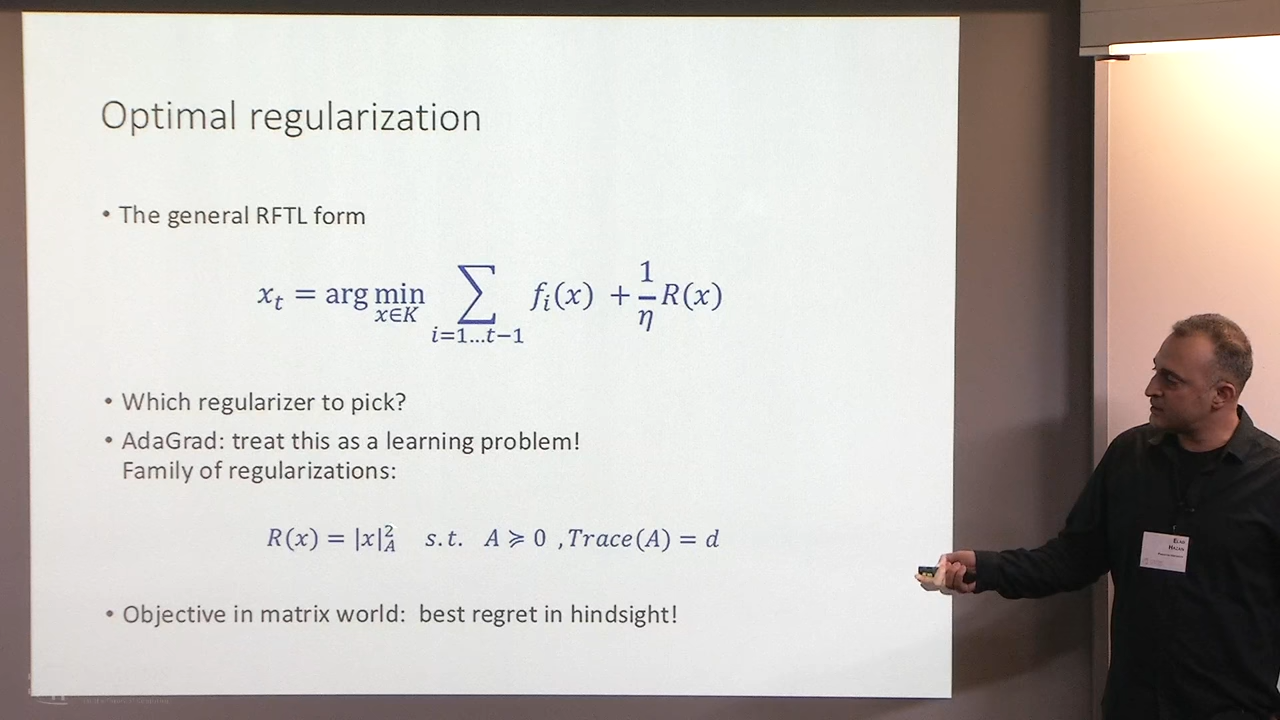 Optimal regularization
• The general RFTL form
x_t = arg min_{x∈K} ∑_{i=1…t−1} f_i(x) + 1/η R(x)
• Which regularizer to pick?
• AdaGrad: treat this as a learning problem!
Family of regularizations:
R(x) = |x|²_A s.t. A ≽ 0 , Trace(A) = d
• Objective in matrix world: best regret in hindsight!
ELAD
HAZAN